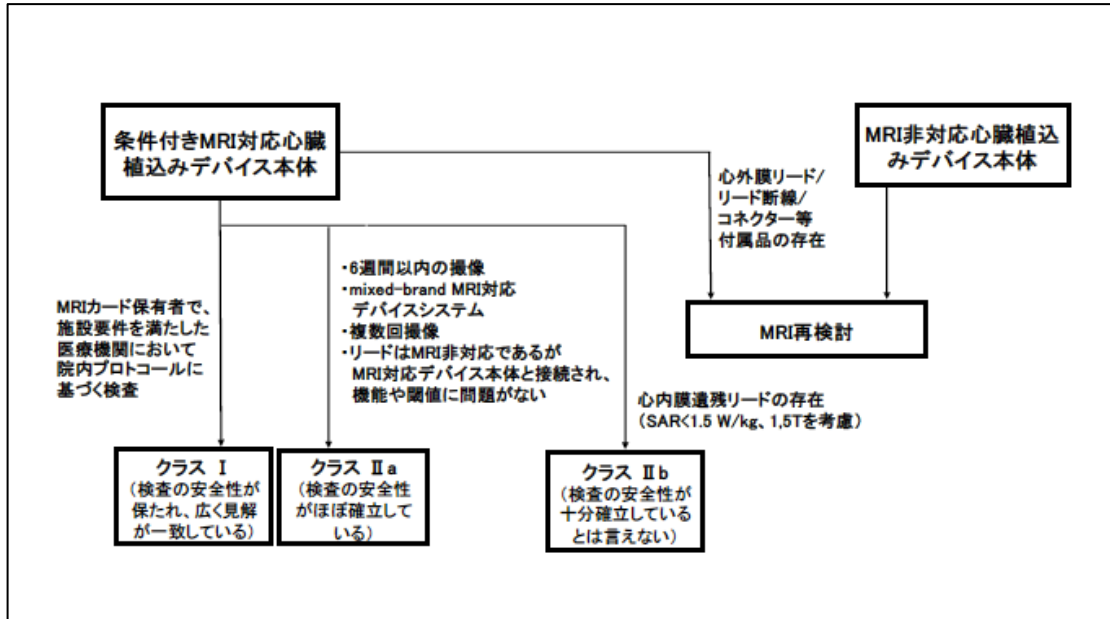 条件付きMRI対応心臓
植込みデバイス本体
MRI非対応心臓植込
みデバイス本体
心外膜リード/
リード断線/
コネクター等
付属品の存在
MRIカード保有者で、
施設要件を満たした
医療機関において
院内プロトコールに
基づく検査
・6週間以内の撮像
・mixed-brand MRI対応
デバイスシステム
・複数回撮像
・リードはMRI非対応であるが
MRI対応デバイス本体と接続され、
機能や閾値に問題がない
MRI再検討
心内膜遺残リードの存在
（SAR<1.5 W/kg、1,5Tを考慮）
クラス Ⅰ
（検査の安全性が
保たれ、広く見解
が一致している）
クラス Ⅱa
（検査の安全性
がほぼ確立して
いる）
クラス Ⅱb
（検査の安全性が
十分確立している
とは言えない）